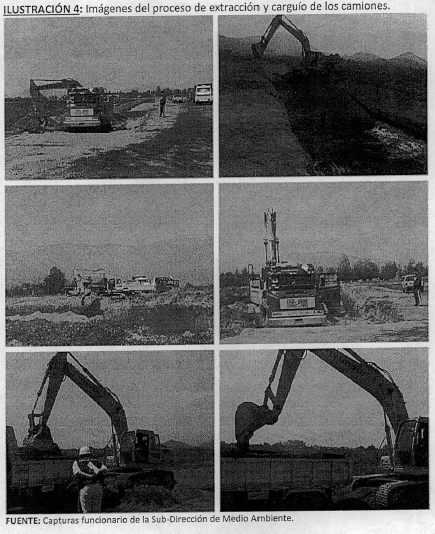 ILUSTRACIÓN 4: Imágenes del proceso de extracción y carguío de los camiones.
FUENTE: Capturas funcionario de la Sub-Dirección de Medio Ambiente.